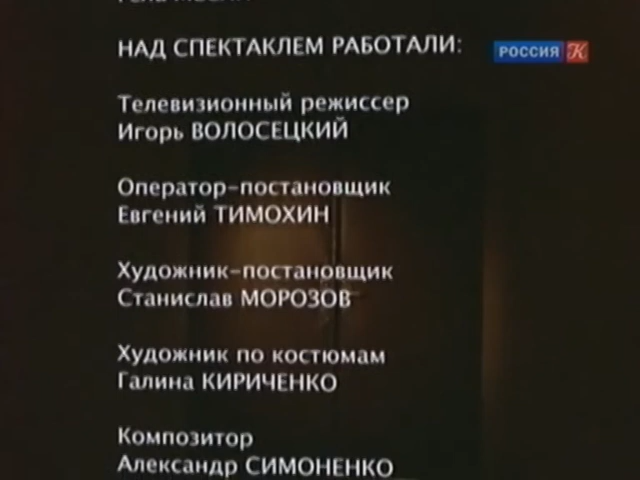 НАД СПЕКТАКЛЕМ РАБОТАЛИ:
РОССИЯ К
Телевизионный режиссер
Игорь ВОЛОСЕЦКИЙ
Оператор-постановщик
Евгений ТИМОХИН
Художник-постановщик
Станислав МОРОЗОВ
Художник по костюмам
Галина КИРИЧЕНКО
Композитор
Александр СИМОНЕНКО